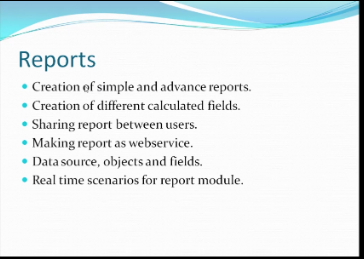 Reports
Creation of simple and advance reports.
Creation of different calculated fields.
Sharing report between users.
Making report as webservice.
Data source, objects and fields.
Real time scenarios for report module.